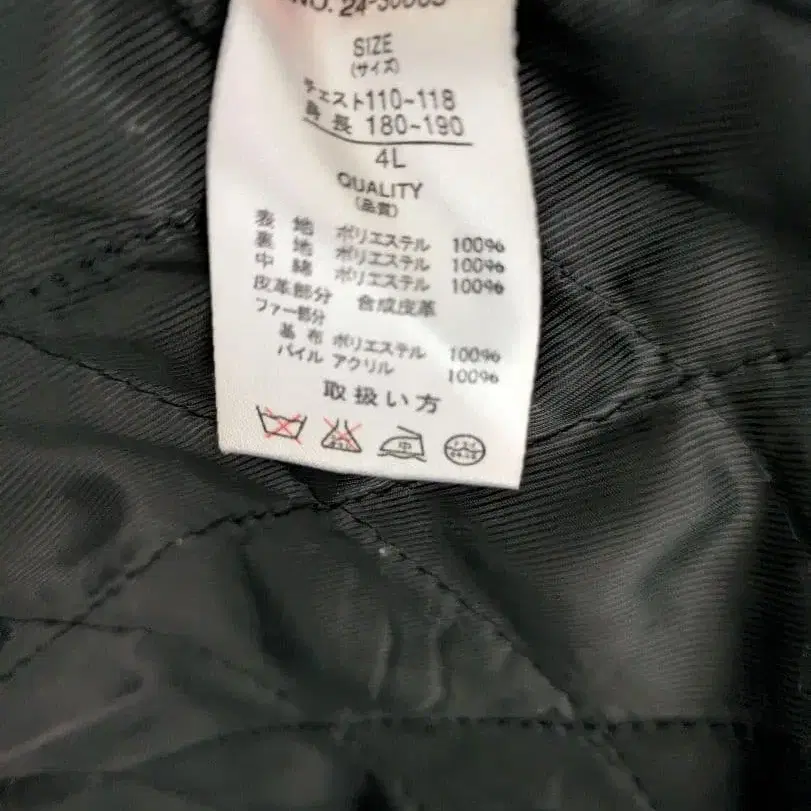 NO. 24-3
SIZE
(サイズ)
チェスト110~118
身 長 180~190
4L
QUALITY
(品質)
表 地 ポリエステル 100%
裏 地 ポリエステル 100%
中 綿 ポリエステル 100%
皮革部分 合成皮革
ファー部分
基 布 ポリエステル 100%
パイル アクリル 100%
取扱い方
中